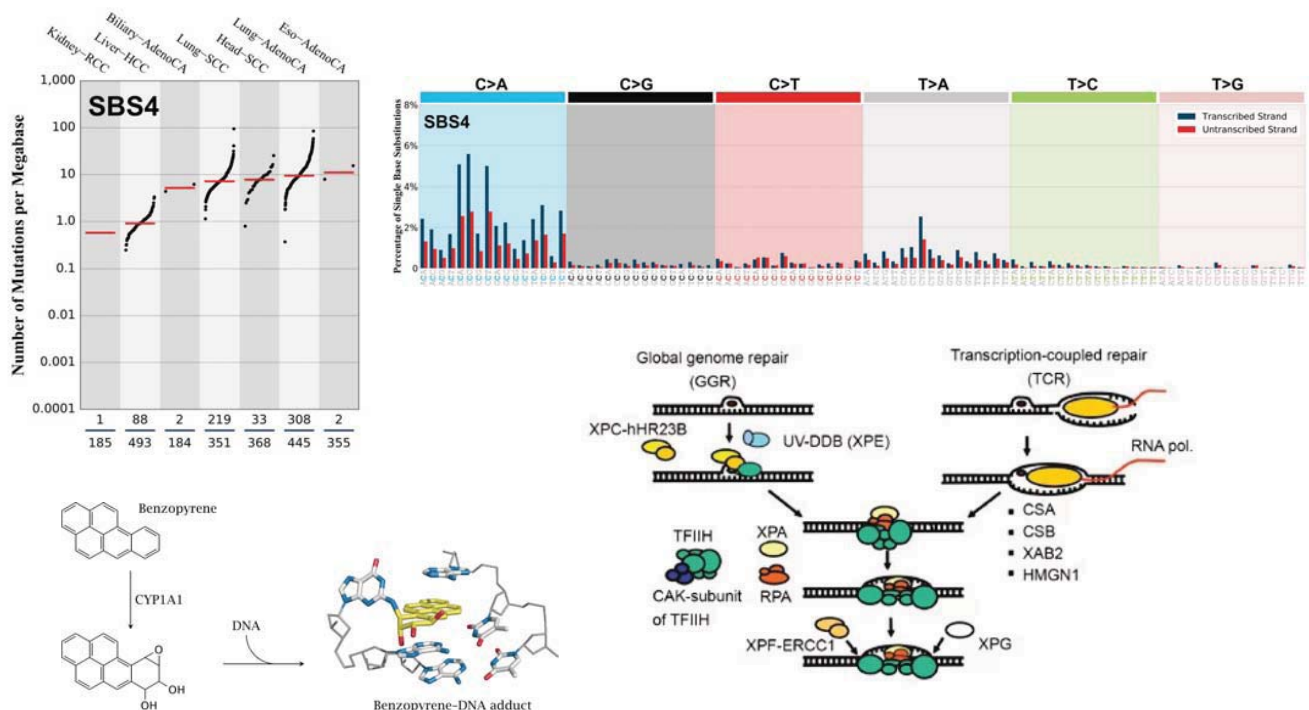 Kidney-RCC
Liver-HCC
Biliary-AdenoCA
Lung-SCC
Head-SCC
Lung-AdenoCA
Eso-AdenoCA
Number of Mutations per Megabase
SBS4
1,000
100
10
1.0
0.1
0.01
0.001
0.0001
1 88 2 219 33 308 2
185 493 184 351 368 445 355
C>A C>G C>T T>A T>C T>G
SBS4
Percentage of Single Base Substitutions
8%
6%
4%
2%
0
Transcribed Strand
Untranscribed Strand
Benzopyrene
CYP1A1
O
OH
OH
DNA
Benzopyrene-DNA adduct
Global genome repair
(GGR)
Transcription-coupled repair
(TCR)
XPC-hHR23B
UV-DDB (XPE)
RNA pol.
CSA
CSB
XAB2
HMGN1
TFIIH
XPA
CAK-subunit
of TFIIH
RPA
XPF-ERCC1
XPG